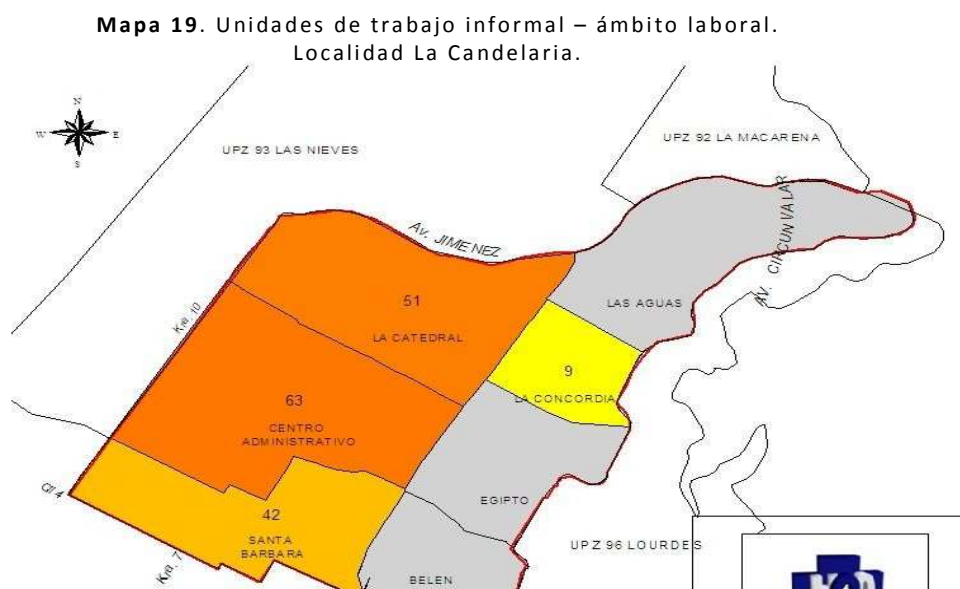 Mapa 19. Unidades de trabajo informal – ámbito laboral.
Localidad La Candelaria.
N
W E
S
UPZ 93 LAS NIEVES
UPZ 92 LA MACARENA
Av. JIMENEZ
AV. CIRCUNVALAR
Kra. 10
51
LA CATEDRAL
LAS AGUAS
9
LA CONCORDIA
63
CENTRO
ADMINISTRATIVO
EGIPTO
Cll 4
42
SANTA
BARBARA
UPZ 96 LOURDES
Kra. 7
BELEN